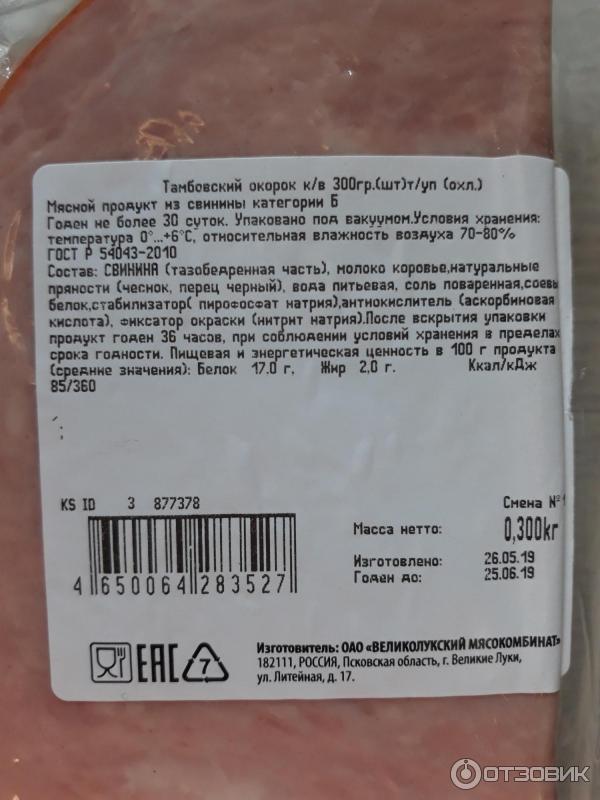 Тамбовский окорок к/в 300гр.(шт)т/уп (охл.)
Мясной продукт из свинины категории Б
Годен не более 30 суток. Упаковано под вакуумом.Условия хранения:
температура 0°...+6°С, относительная влажность воздуха 70-80%
ГОСТ Р 54043-2010
Состав: СВИНИНА (тазобедренная часть), молоко коровье,натуральные
пряности (чеснок, перец черный), вода питьевая, соль поваренная,соевы
белок,стабилизатор( пирофосфат натрия),антиокислитель (аскорбиновая
кислота), фиксатор окраски (нитрит натрия).После вскрытия упаковки
продукт годен 36 часов, при соблюдении условий хранения в пределах
срока годности. Пищевая и энергетическая ценность в 100 г продукта
(средние значения): Белок 17.0 г, Жир 2,0 г. Ккал/кДж
85/360
KS ID 3 877378
Смена №
Масса нетто: 0,300кг
Изготовлено: 26.05.19
Годен до: 25.06.19
4 650064 283527
EAC 7
Изготовитель: ОАО «ВЕЛИКОЛУКСКИЙ МЯСОКОМБИНАТ»
182111, РОССИЯ, Псковская область, г. Великие Луки,
ул. Литейная, д. 17.
ОТЗОВИК